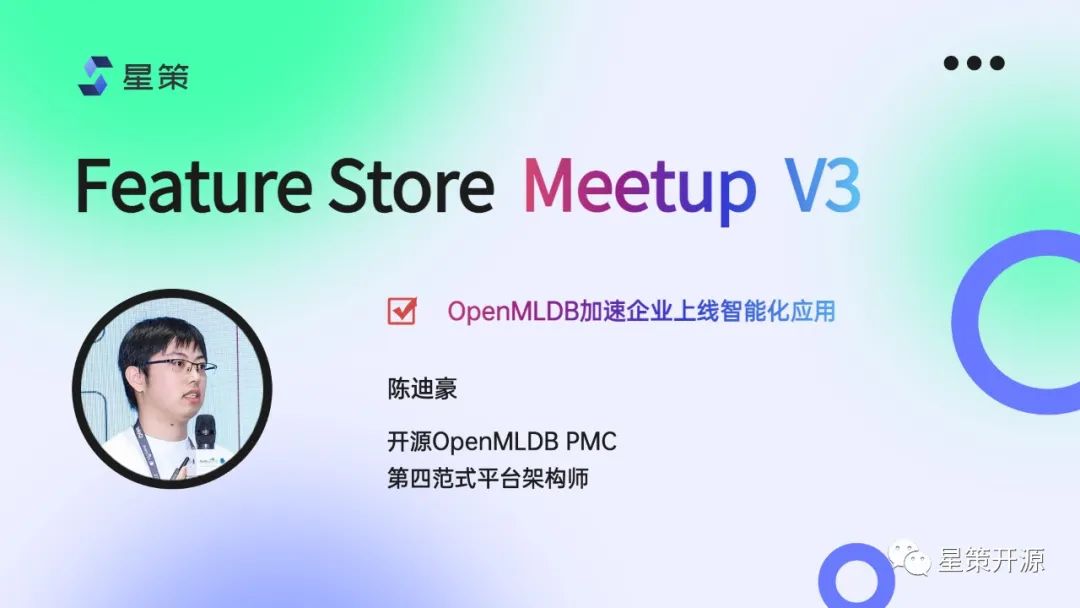 星策
Feature Store Meetup V3
OpenMLDB加速企业上线智能化应用
陈迪豪
开源OpenMLDB PMC
第四范式平台架构师
星策开源